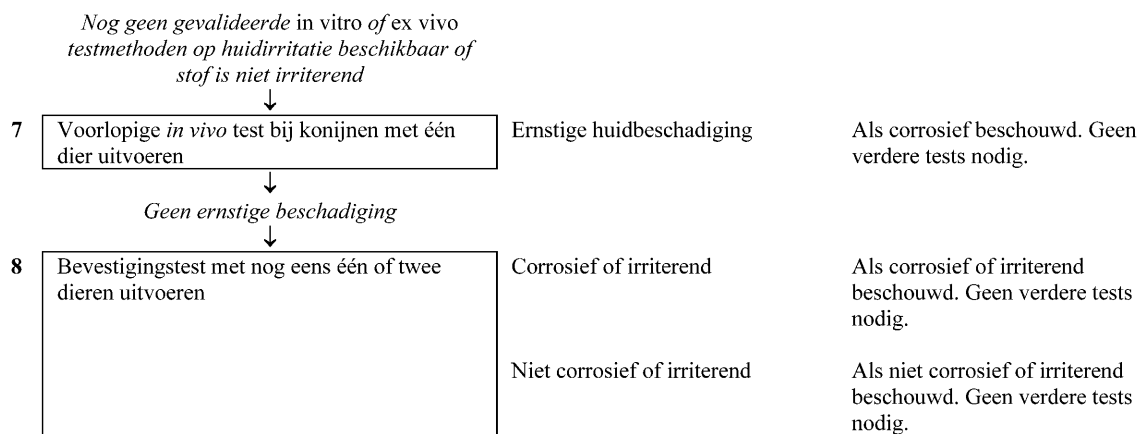 Nog geen gevalideerde in vitro of ex vivo
testmethoden op huidirritatie beschikbaar of
stof is niet irriterend
↓
7 Voorlopige in vivo test bij konijnen met één
dier uitvoeren
Ernstige huidbeschadiging
Als corrosief beschouwd. Geen
verdere tests nodig.
↓
Geen ernstige beschadiging
↓
8 Bevestigingstest met nog eens één of twee
dieren uitvoeren
Corrosief of irriterend
Als corrosief of irriterend
beschouwd. Geen verdere tests
nodig.
Niet corrosief of irriterend
Als niet corrosief of irriterend
beschouwd. Geen verdere tests
nodig.